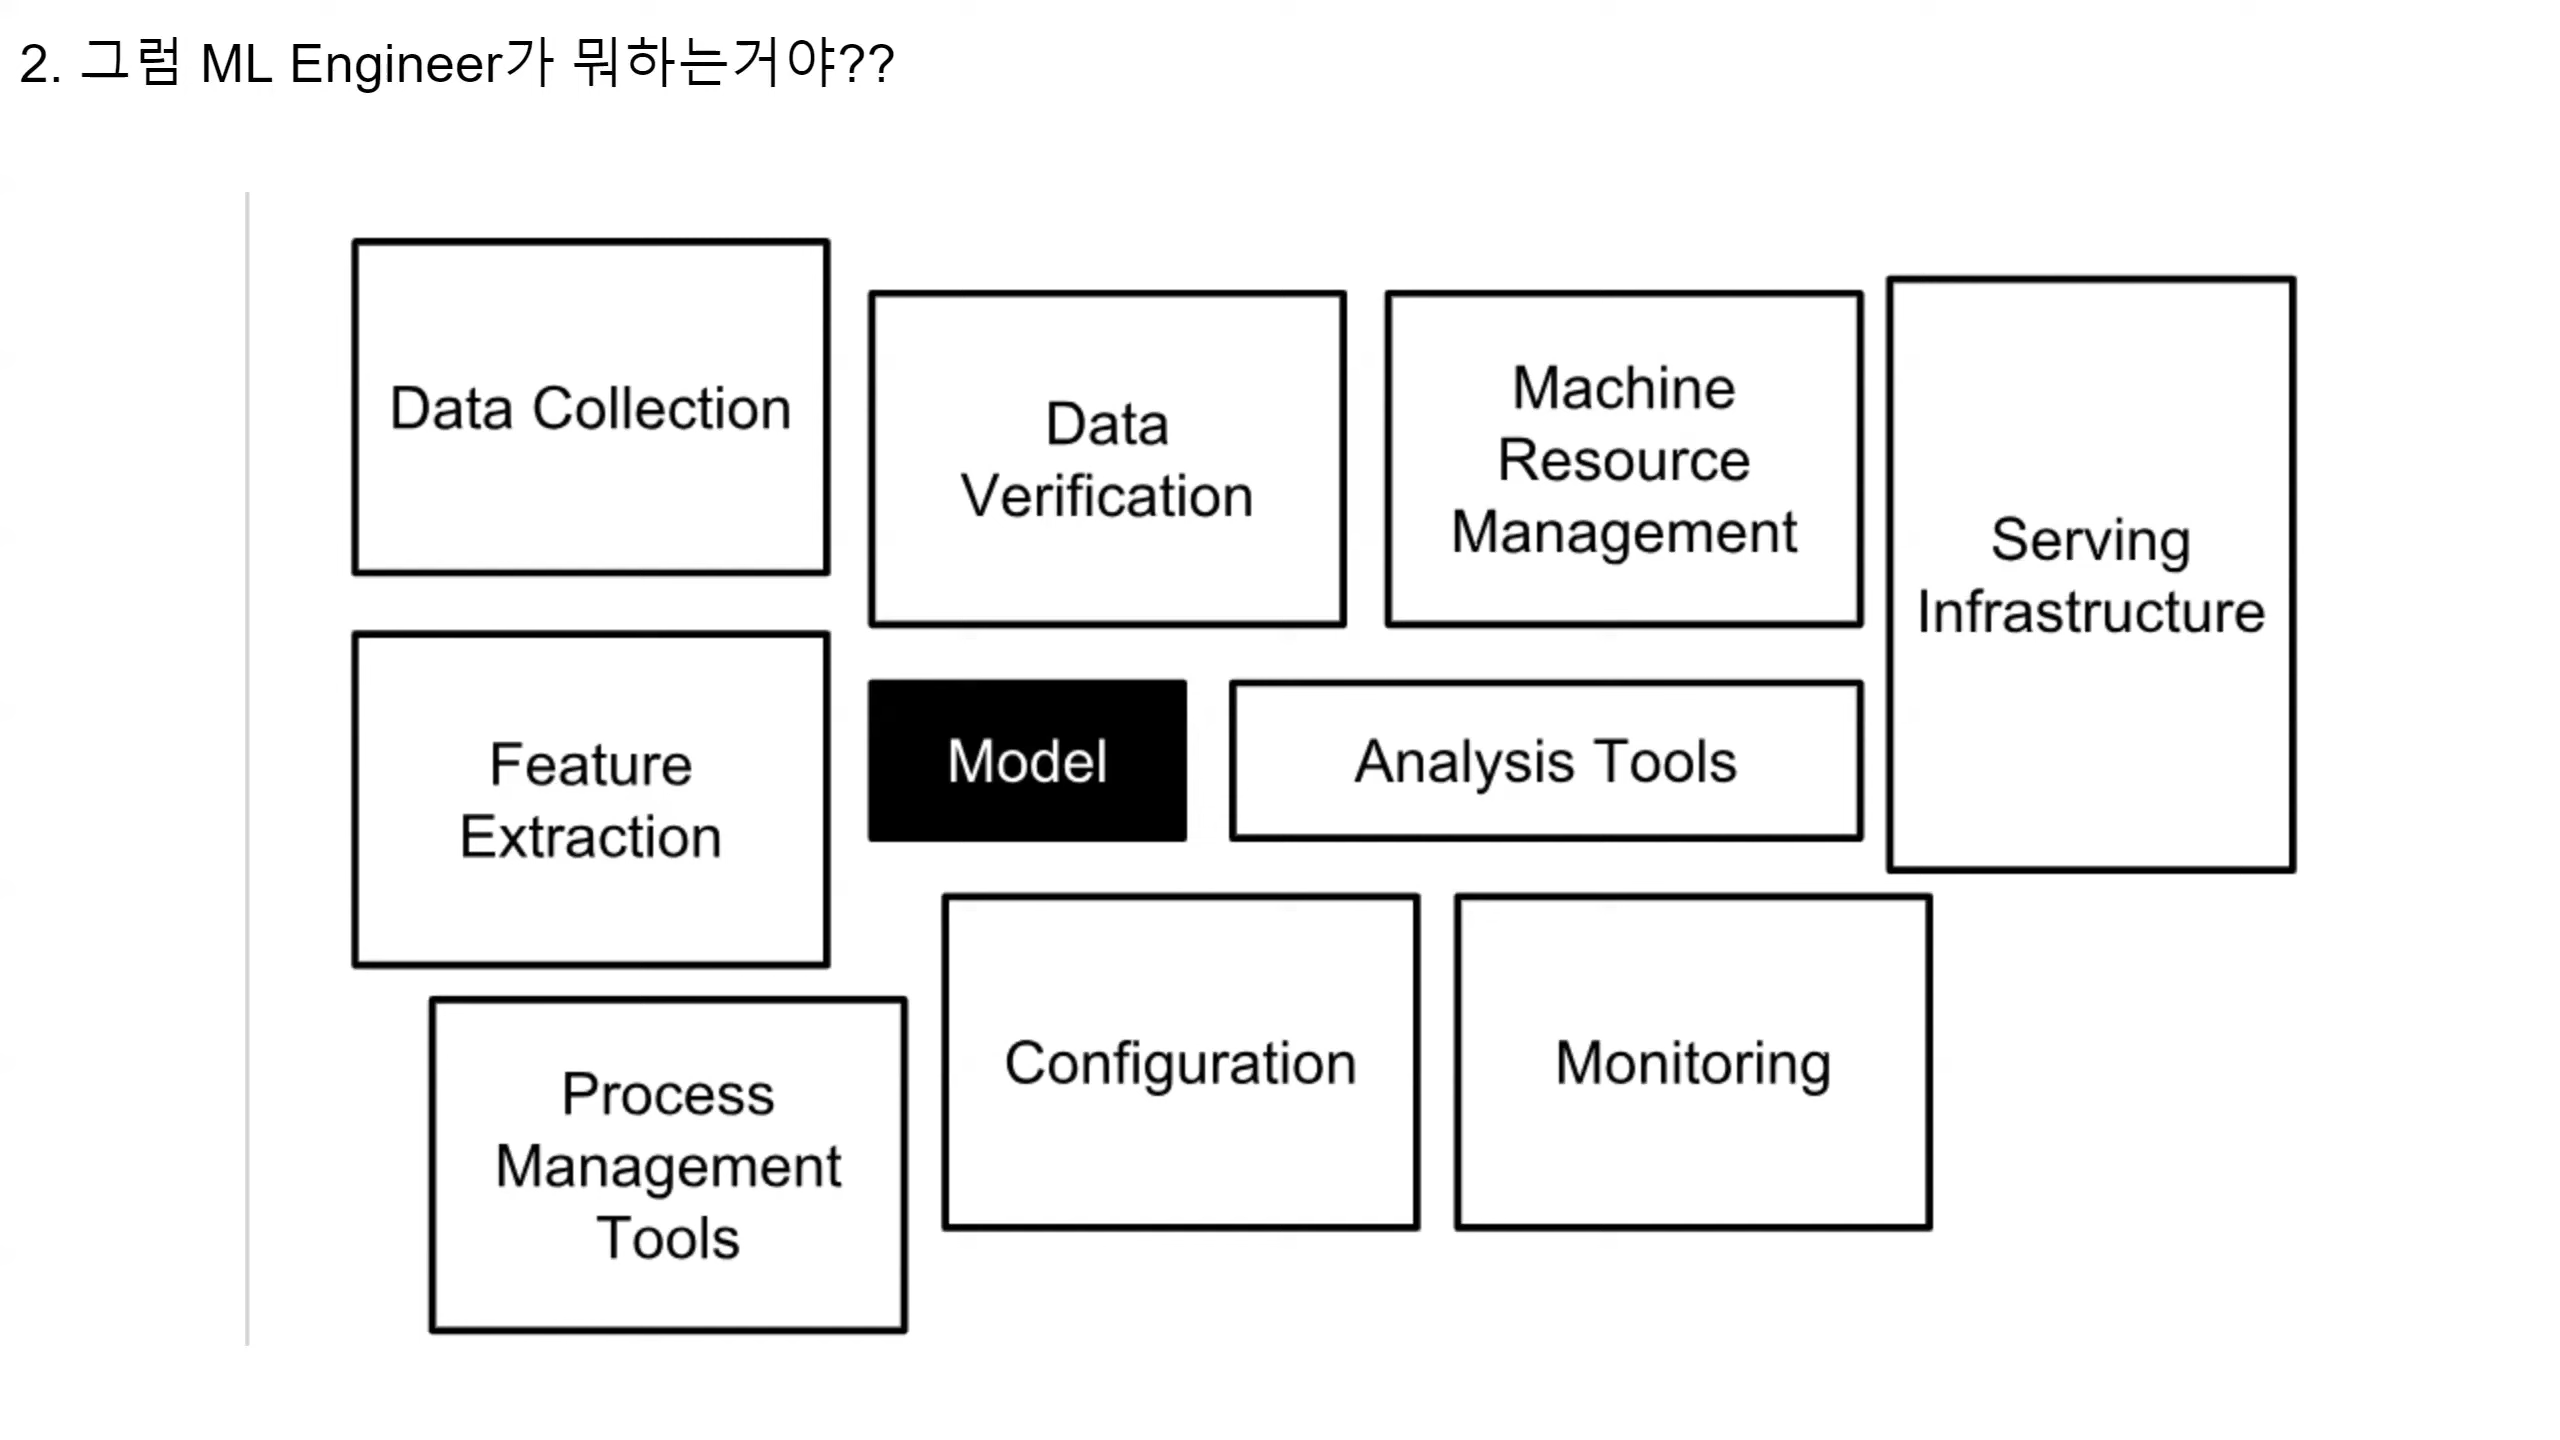 2. 그럼 ML Engineer가 뭐하는거야??
Data Collection
Data
Verification
Machine
Resource
Management
Serving
Infrastructure
Feature
Extraction
Model
Analysis Tools
Process
Management
Tools
Configuration
Monitoring